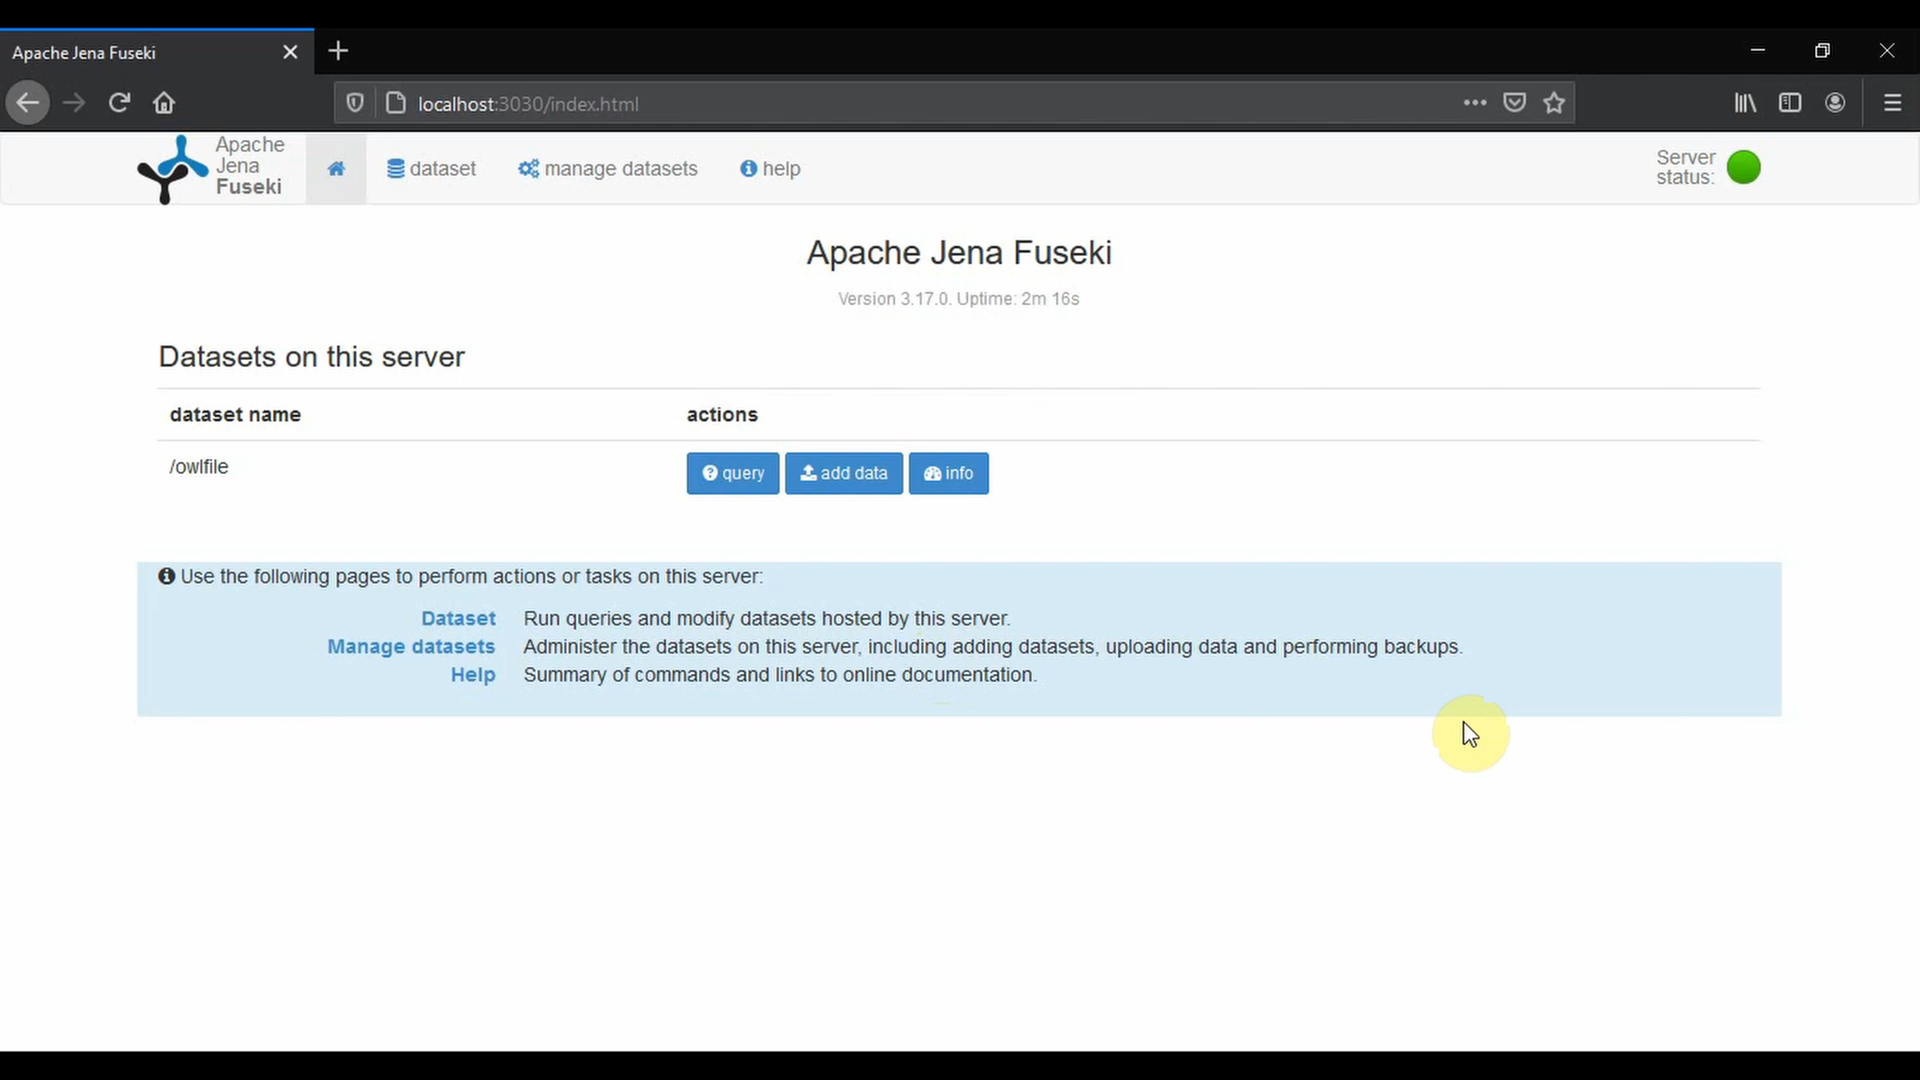 Apache Jena Fuseki
localhost:3030/index.html
Apache
Jena
Fuseki
dataset
manage datasets
help
Server
status:
Apache Jena Fuseki
Version 3.17.0. Uptime: 2m 16s
Datasets on this server
dataset name actions
/owlfile query add data info
Use the following pages to perform actions or tasks on this server:
Dataset Run queries and modify datasets hosted by this server.
Manage datasets Administer the datasets on this server, including adding datasets, uploading data and performing backups.
Help Summary of commands and links to online documentation.